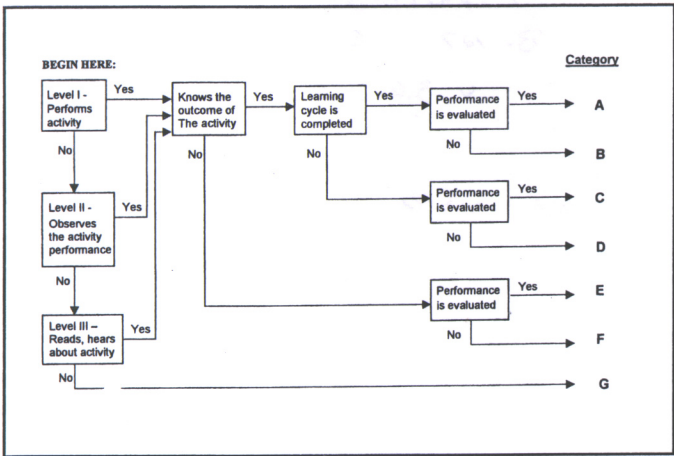 BEGIN HERE:
Category
Level I -
Performs
activity
Yes
Knows the
outcome of
The activity
Yes
Learning
cycle is
completed
Yes
Performance
is evaluated
Yes
A
No
B
No
No
No
Level II -
Observes
the activity
performance
Yes
Performance
is evaluated
Yes
C
No
D
No
Level III –
Reads, hears
about activity
Yes
Performance
is evaluated
Yes
E
No
F
No
G